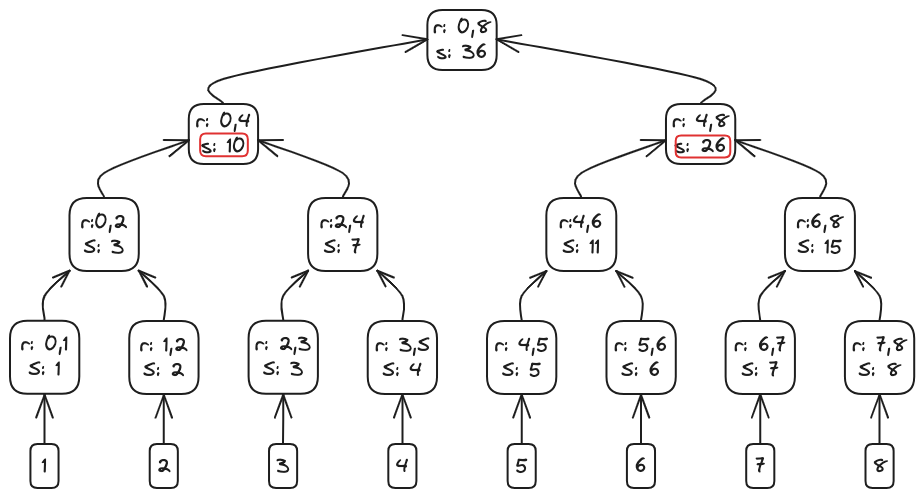 r: 0,8
s: 36
r: 0,4
s: 10
r: 4,8
s: 26
r:0,2
S: 3
r:2,4
S: 7
r:4,6
S: 11
r:6,8
S: 15
r: 0,1
S: 1
r: 1,2
S: 2
r: 2,3
S: 3
r: 3,5
S: 4
r: 4,5
S: 5
r: 5,6
S: 6
r: 6,7
S: 7
r: 7,8
S: 8
1
2
3
4
5
6
7
8